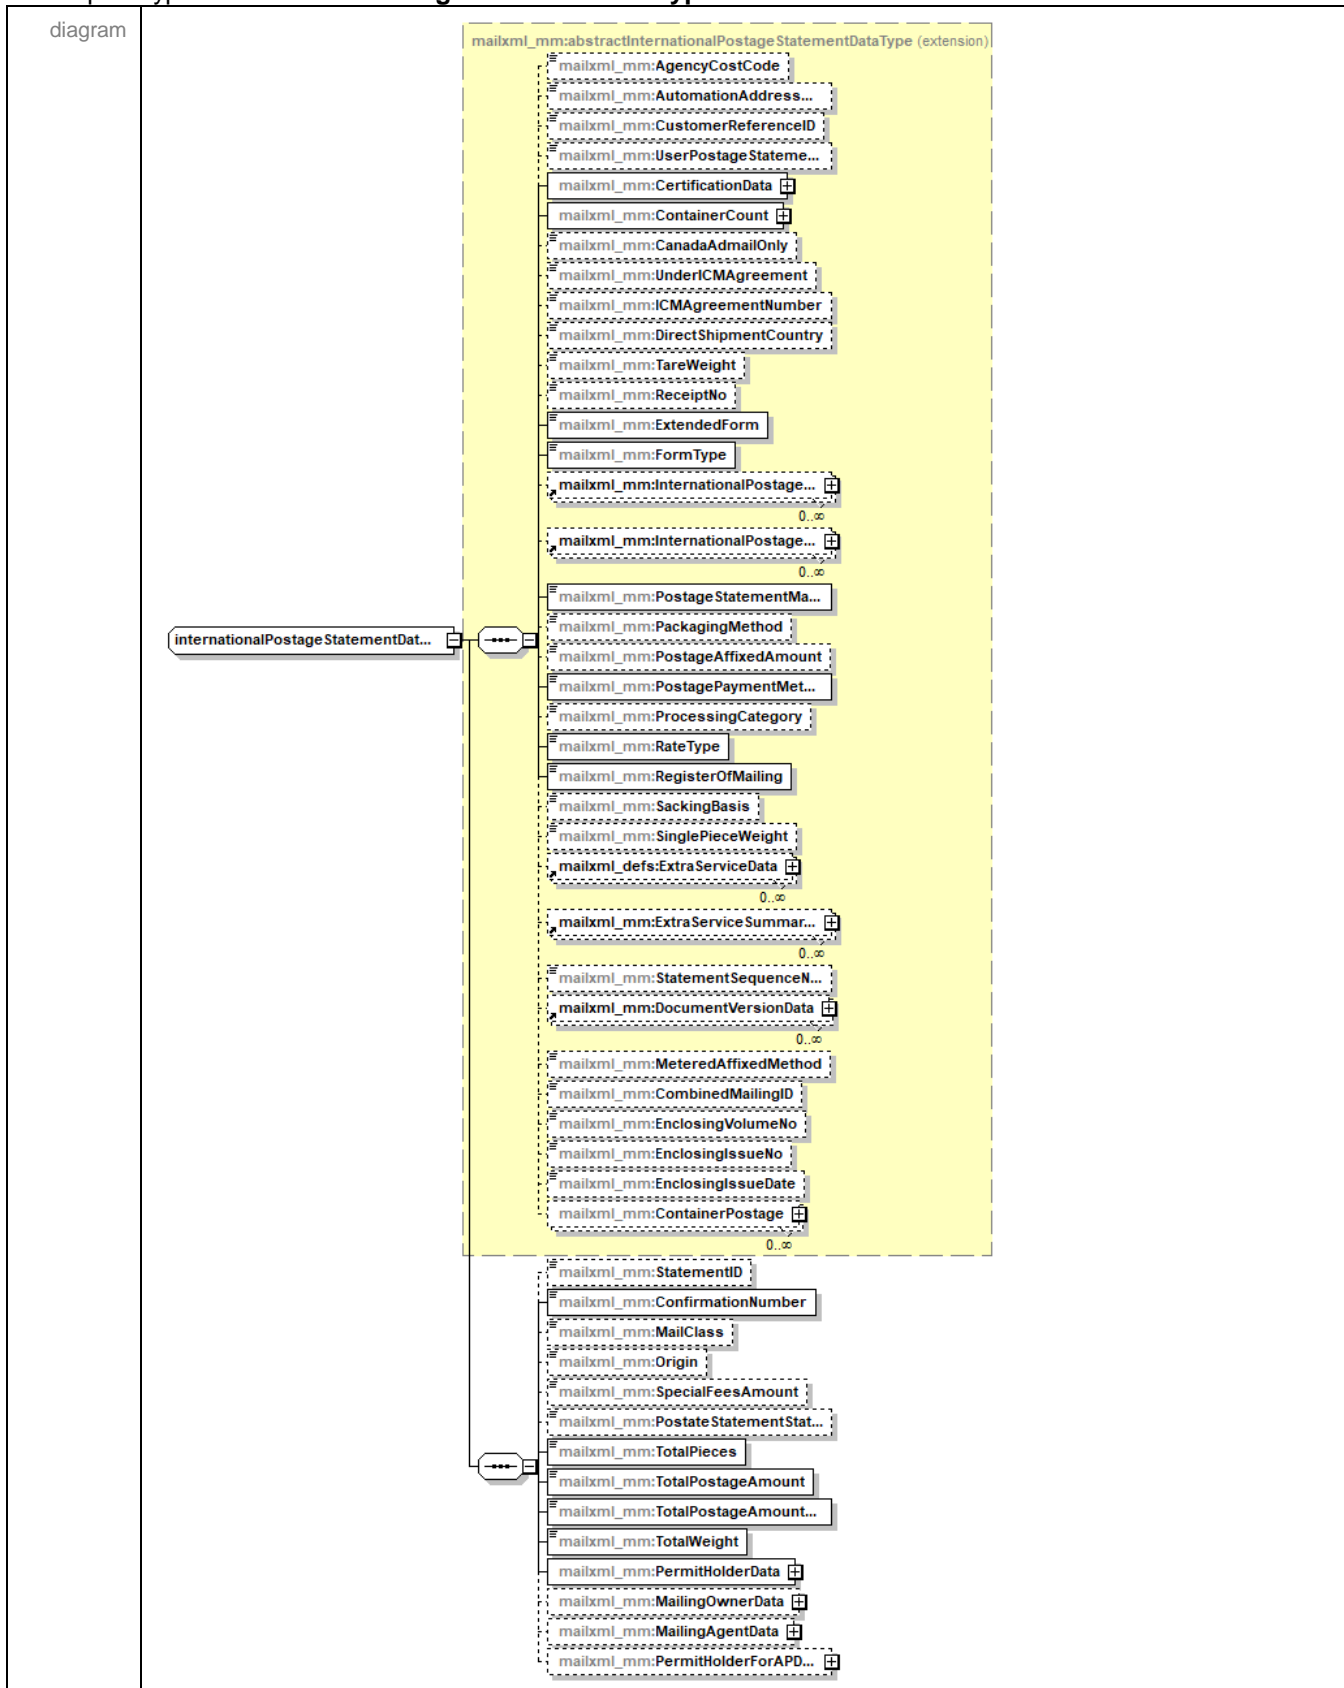 diagram
mailxml_mm:abstractInternationalPostageStatementDataType (extension)
mailxml_mm:AgencyCostCode
mailxml_mm:AutomationAddress...
mailxml_mm:CustomerReferenceID
mailxml_mm:UserPostageStateme...
mailxml_mm:CertificationData
mailxml_mm:ContainerCount
mailxml_mm:CanadaAdmailOnly
mailxml_mm:UnderICMAgreement
mailxml_mm:ICMAgreementNumber
mailxml_mm:DirectShipmentCountry
mailxml_mm:TareWeight
mailxml_mm:ReceiptNo
mailxml_mm:ExtendedForm
mailxml_mm:FormType
mailxml_mm:InternationalPostage...
0..∞
mailxml_mm:InternationalPostage...
0..∞
mailxml_mm:PostageStatementMa...
mailxml_mm:PackagingMethod
internationalPostageStatementDat...
mailxml_mm:PostageAffixedAmount
mailxml_mm:PostagePaymentMet...
mailxml_mm:ProcessingCategory
mailxml_mm:RateType
mailxml_mm:RegisterOfMailing
mailxml_mm:SackingBasis
mailxml_mm:SinglePieceWeight
mailxml_defs:ExtraServiceData
0..∞
mailxml_mm:ExtraServiceSummar...
0..∞
mailxml_mm:StatementSequenceN...
mailxml_mm:DocumentVersionData
0..∞
mailxml_mm:MeteredAffixedMethod
mailxml_mm:CombinedMailingID
mailxml_mm:EnclosingVolumeNo
mailxml_mm:EnclosingIssueNo
mailxml_mm:EnclosingIssueDate
mailxml_mm:ContainerPostage
0..∞
mailxml_mm:StatementID
mailxml_mm:ConfirmationNumber
mailxml_mm:MailClass
mailxml_mm:Origin
mailxml_mm:SpecialFeesAmount
mailxml_mm:PostateStatementStat...
mailxml_mm:TotalPieces
mailxml_mm:TotalPostageAmount
mailxml_mm:TotalPostageAmount...
mailxml_mm:TotalWeight
mailxml_mm:PermitHolderData
mailxml_mm:MailingOwnerData
mailxml_mm:MailingAgentData
mailxml_mm:PermitHolderForAPD...